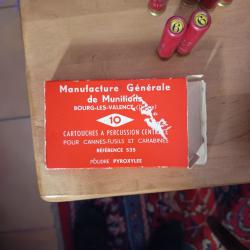 Manufacture Générale
de Munitions
BOURG-LES-VALENCE
10
CARTOUCHES A PERCUSSION CENTRALE
POUR CANNES-FUSILS ET CARABINES
RÉFÉRENCE 535
POUDRE PYROXYLEE